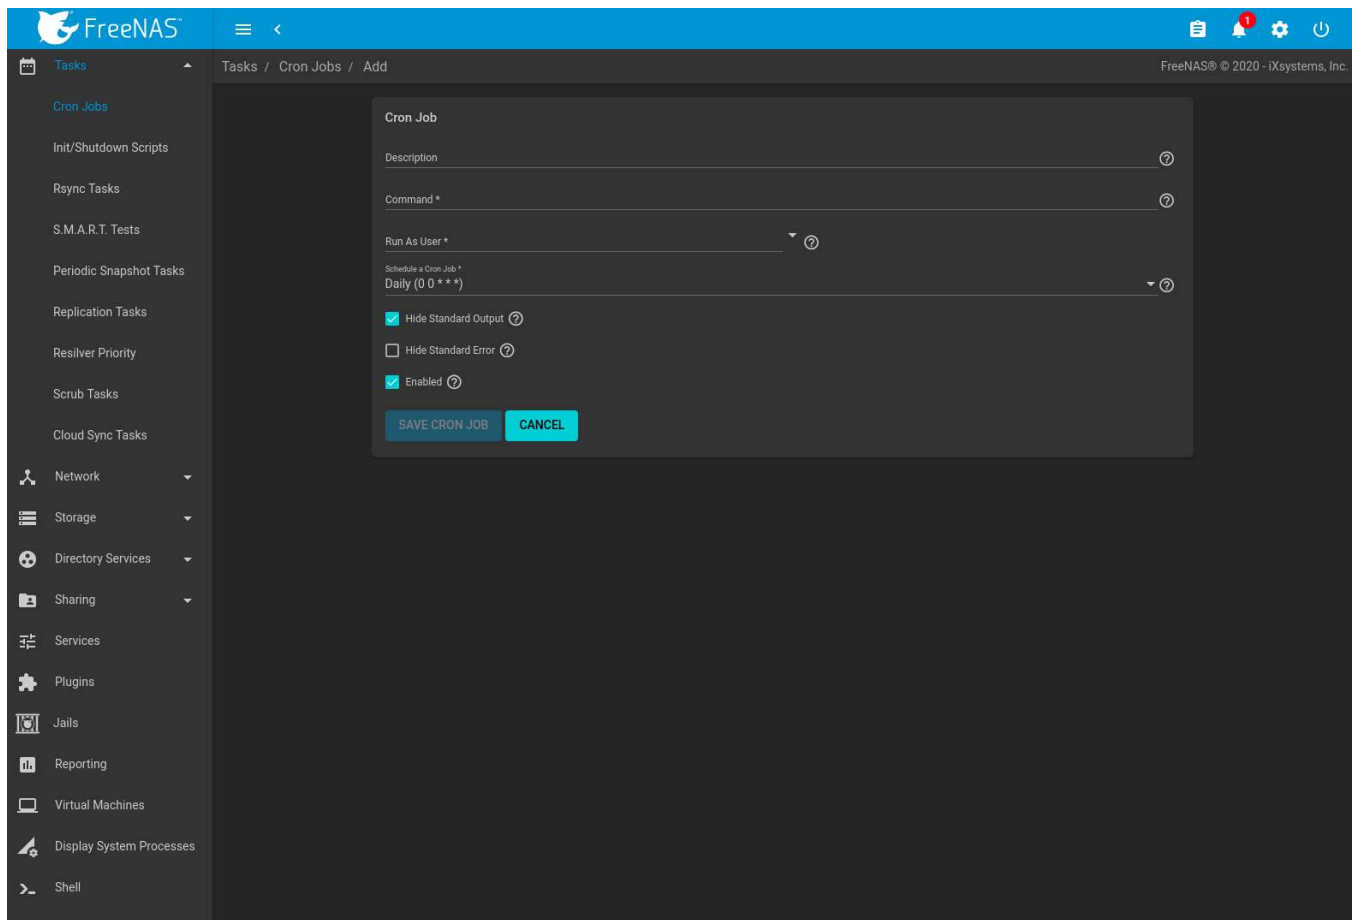 FreeNAS®
1
Tasks
Tasks / Cron Jobs / Add
FreeNAS® © 2020 - iXsystems, Inc.
Cron Jobs
Init/Shutdown Scripts
Rsync Tasks
S.M.A.R.T. Tests
Periodic Snapshot Tasks
Replication Tasks
Resilver Priority
Scrub Tasks
Cloud Sync Tasks
Network
Storage
Directory Services
Sharing
Services
Plugins
Jails
Reporting
Virtual Machines
Display System Processes
Shell
Cron Job
Description
Command *
Run As User *
Schedule a Cron Job *
Daily (0 0 * * *)
Hide Standard Output
Hide Standard Error
Enabled
SAVE CRON JOB
CANCEL